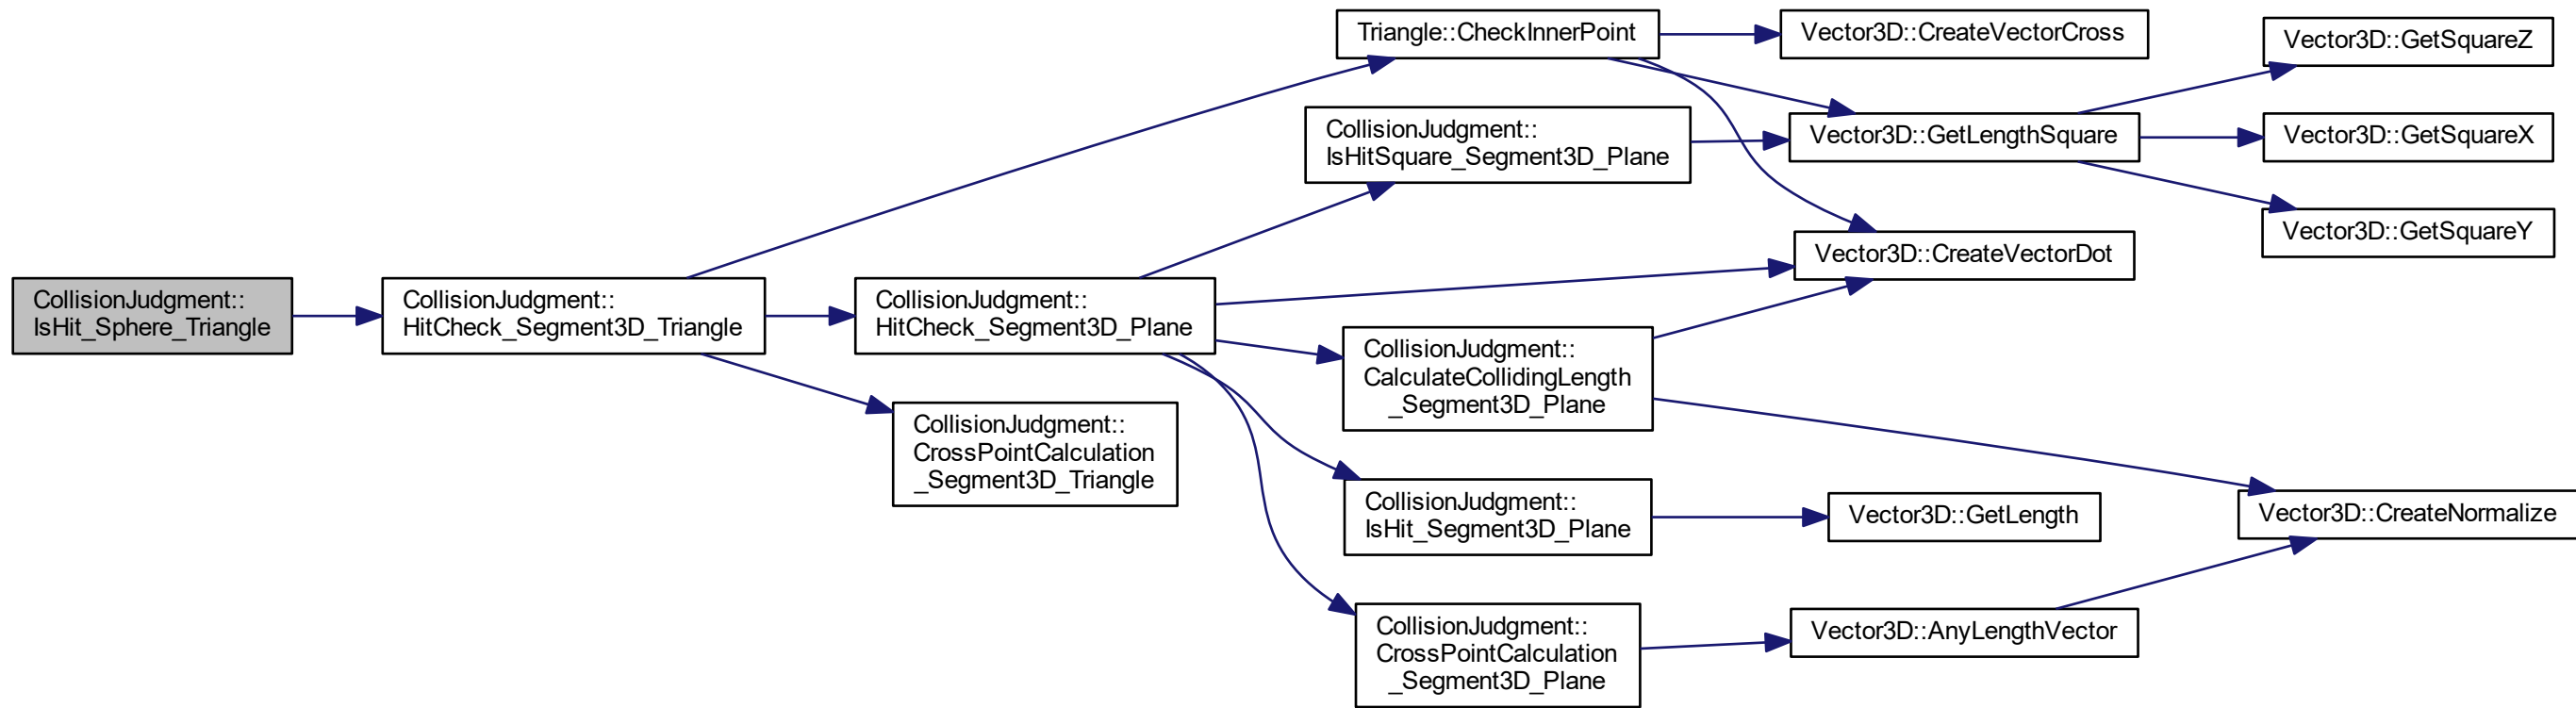 CollisionJudgment::
IsHit_Sphere_Triangle
CollisionJudgment::
HitCheck_Segment3D_Triangle
CollisionJudgment::
HitCheck_Segment3D_Plane
CollisionJudgment::
CrossPointCalculation
_Segment3D_Triangle
Triangle::CheckInnerPoint
CollisionJudgment::
IsHitSquare_Segment3D_Plane
CollisionJudgment::
CalculateCollidingLength
_Segment3D_Plane
CollisionJudgment::
IsHit_Segment3D_Plane
CollisionJudgment::
CrossPointCalculation
_Segment3D_Plane
Vector3D::CreateVectorCross
Vector3D::GetLengthSquare
Vector3D::CreateVectorDot
Vector3D::GetLength
Vector3D::AnyLengthVector
Vector3D::GetSquareZ
Vector3D::GetSquareX
Vector3D::GetSquareY
Vector3D::CreateNormalize